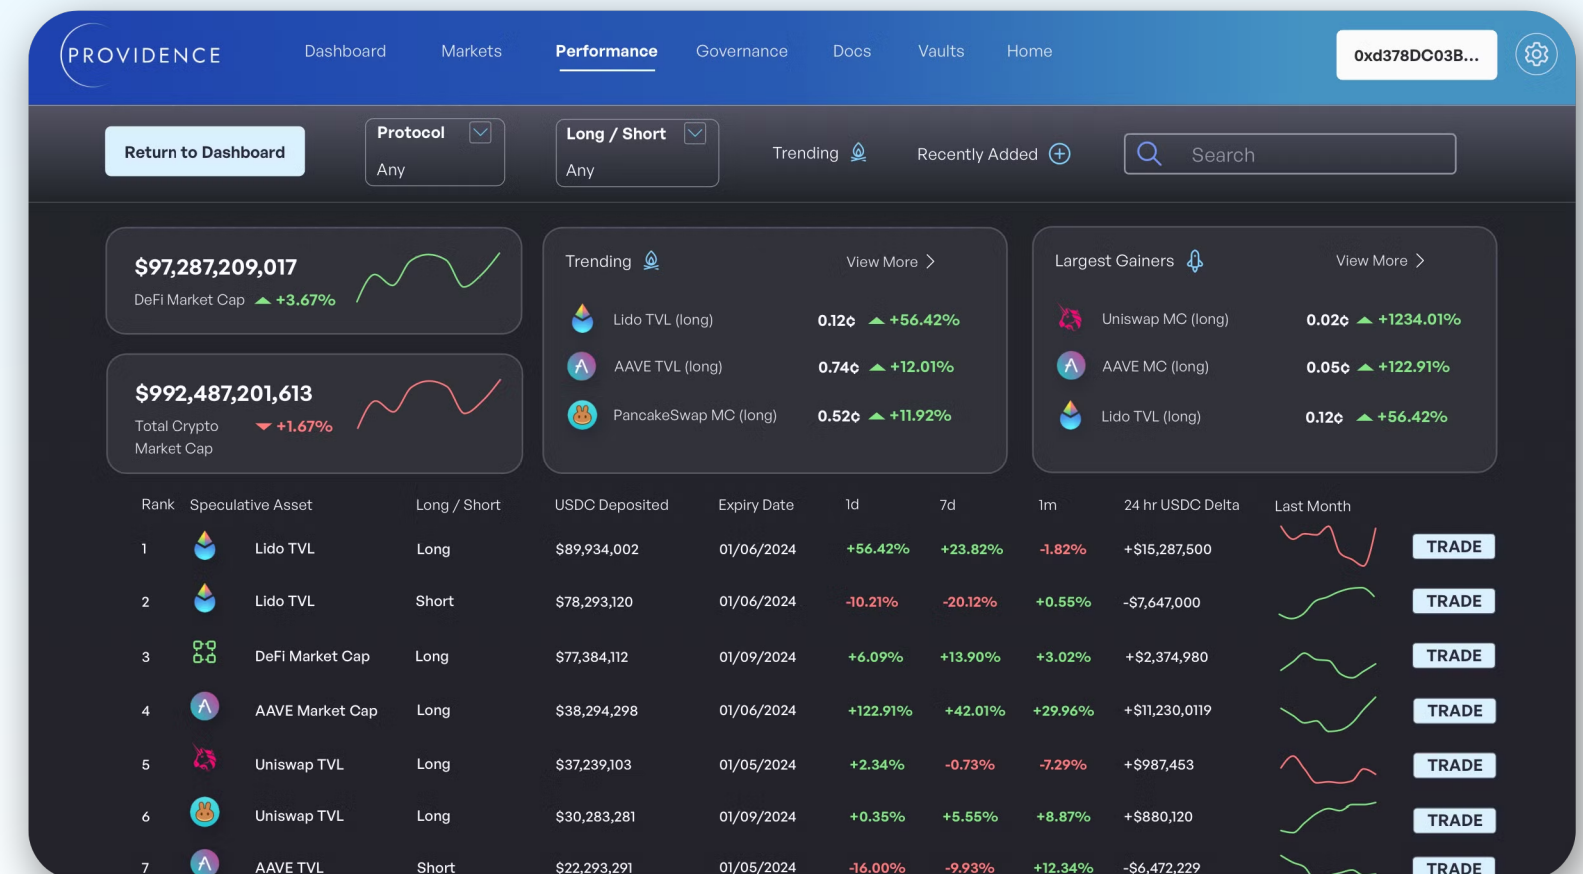 PROVIDENCE Dashboard Markets Performance Governance Docs Vaults Home 0xd378DC03B...
Return to Dashboard
Protocol
Any
Long / Short
Any
Trending
Recently Added
Search
$97,287,209,017
DeFi Market Cap +3.67%
$992,487,201,613
Total Crypto +1.67%
Market Cap
Trending View More
Lido TVL (long) 0.12¢ +56.42%
AAVE TVL (long) 0.74¢ +12.01%
PancakeSwap MC (long) 0.52¢ +11.92%
Largest Gainers View More
Uniswap MC (long) 0.02¢ +1234.01%
AAVE MC (long) 0.05¢ +122.91%
Lido TVL (long) 0.12¢ +56.42%
Rank Speculative Asset Long / Short USDC Deposited Expiry Date 1d 7d 1m 24 hr USDC Delta Last Month
1 Lido TVL Long $89,934,002 01/06/2024 +56.42% +23.82% -1.82% +$15,287,500 TRADE
2 Lido TVL Short $78,293,120 01/06/2024 -10.21% -20.12% +0.55% -$7,647,000 TRADE
3 DeFi Market Cap Long $77,384,112 01/09/2024 +6.09% +13.90% +3.02% +$2,374,980 TRADE
4 AAVE Market Cap Long $38,294,298 01/06/2024 +122.91% +42.01% +29.96% +$11,230,0119 TRADE
5 Uniswap TVL Long $37,239,103 01/05/2024 +2.34% -0.73% -7.29% +$987,453 TRADE
6 Uniswap TVL Long $30,283,281 01/09/2024 +0.35% +5.55% +8.87% +$880,120 TRADE
7 AAVE TVL Short $22,293,291 01/05/2024 -16.00% -9.93% +12.34% -$6,472,229 TRADE